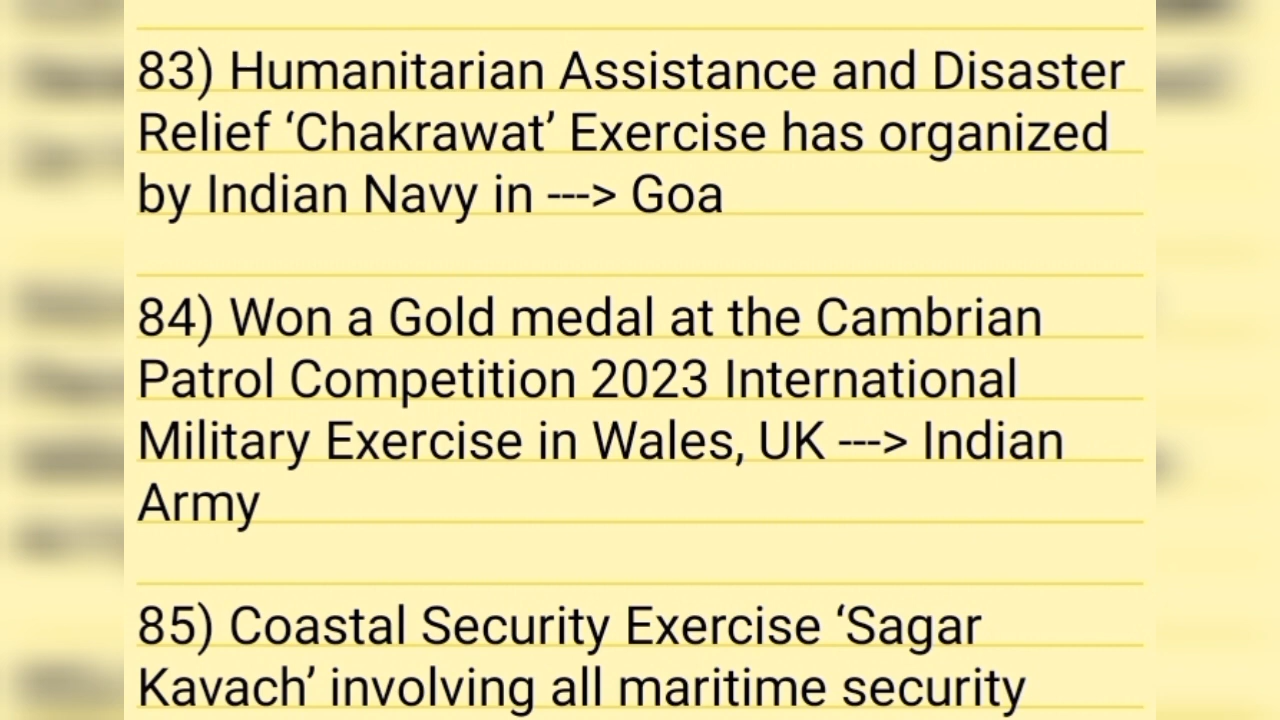 83) Humanitarian Assistance and Disaster
Relief ‘Chakrawat’ Exercise has organized
by Indian Navy in ---> Goa
84) Won a Gold medal at the Cambrian
Patrol Competition 2023 International
Military Exercise in Wales, UK ---> Indian
Army
85) Coastal Security Exercise ‘Sagar
Kavach’ involving all maritime security